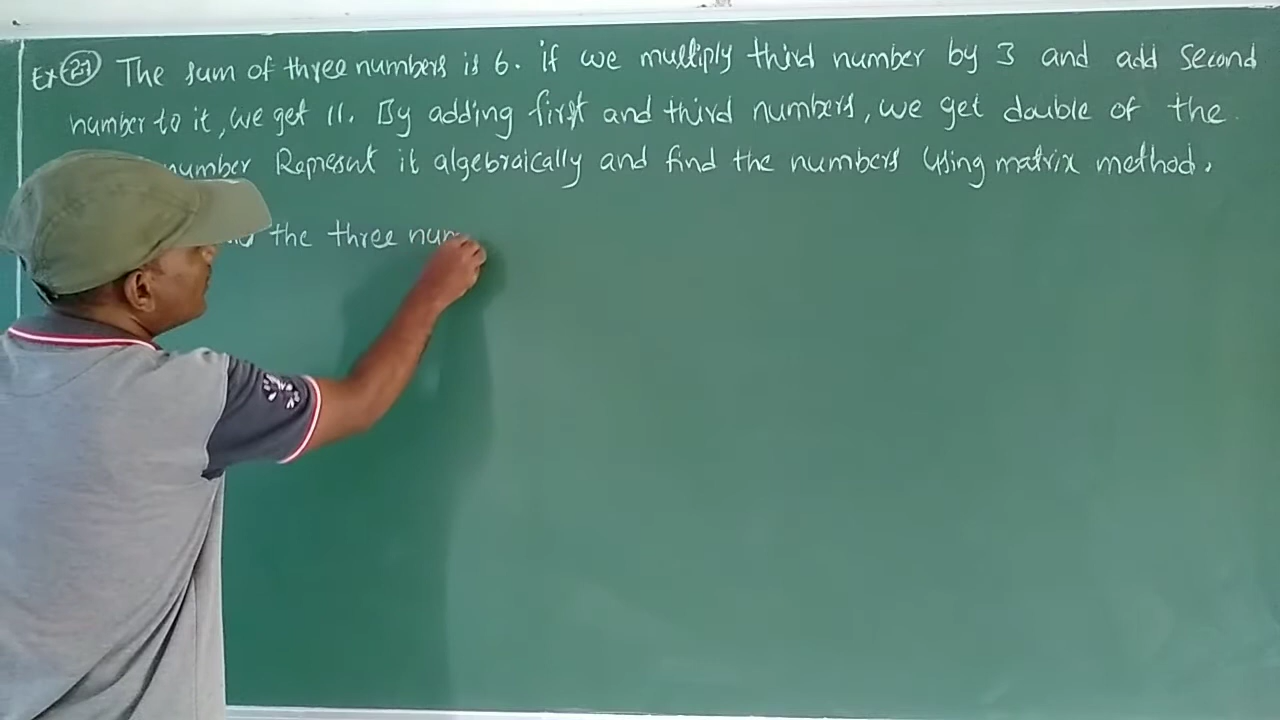 Ex 27 The sum of three numbers is 6. if we multiply third number by 3 and add second
number to it, we get 11. By adding first and third numbers, we get double of the
number Represent it algebraically and find the numbers using matrix method.
the three num